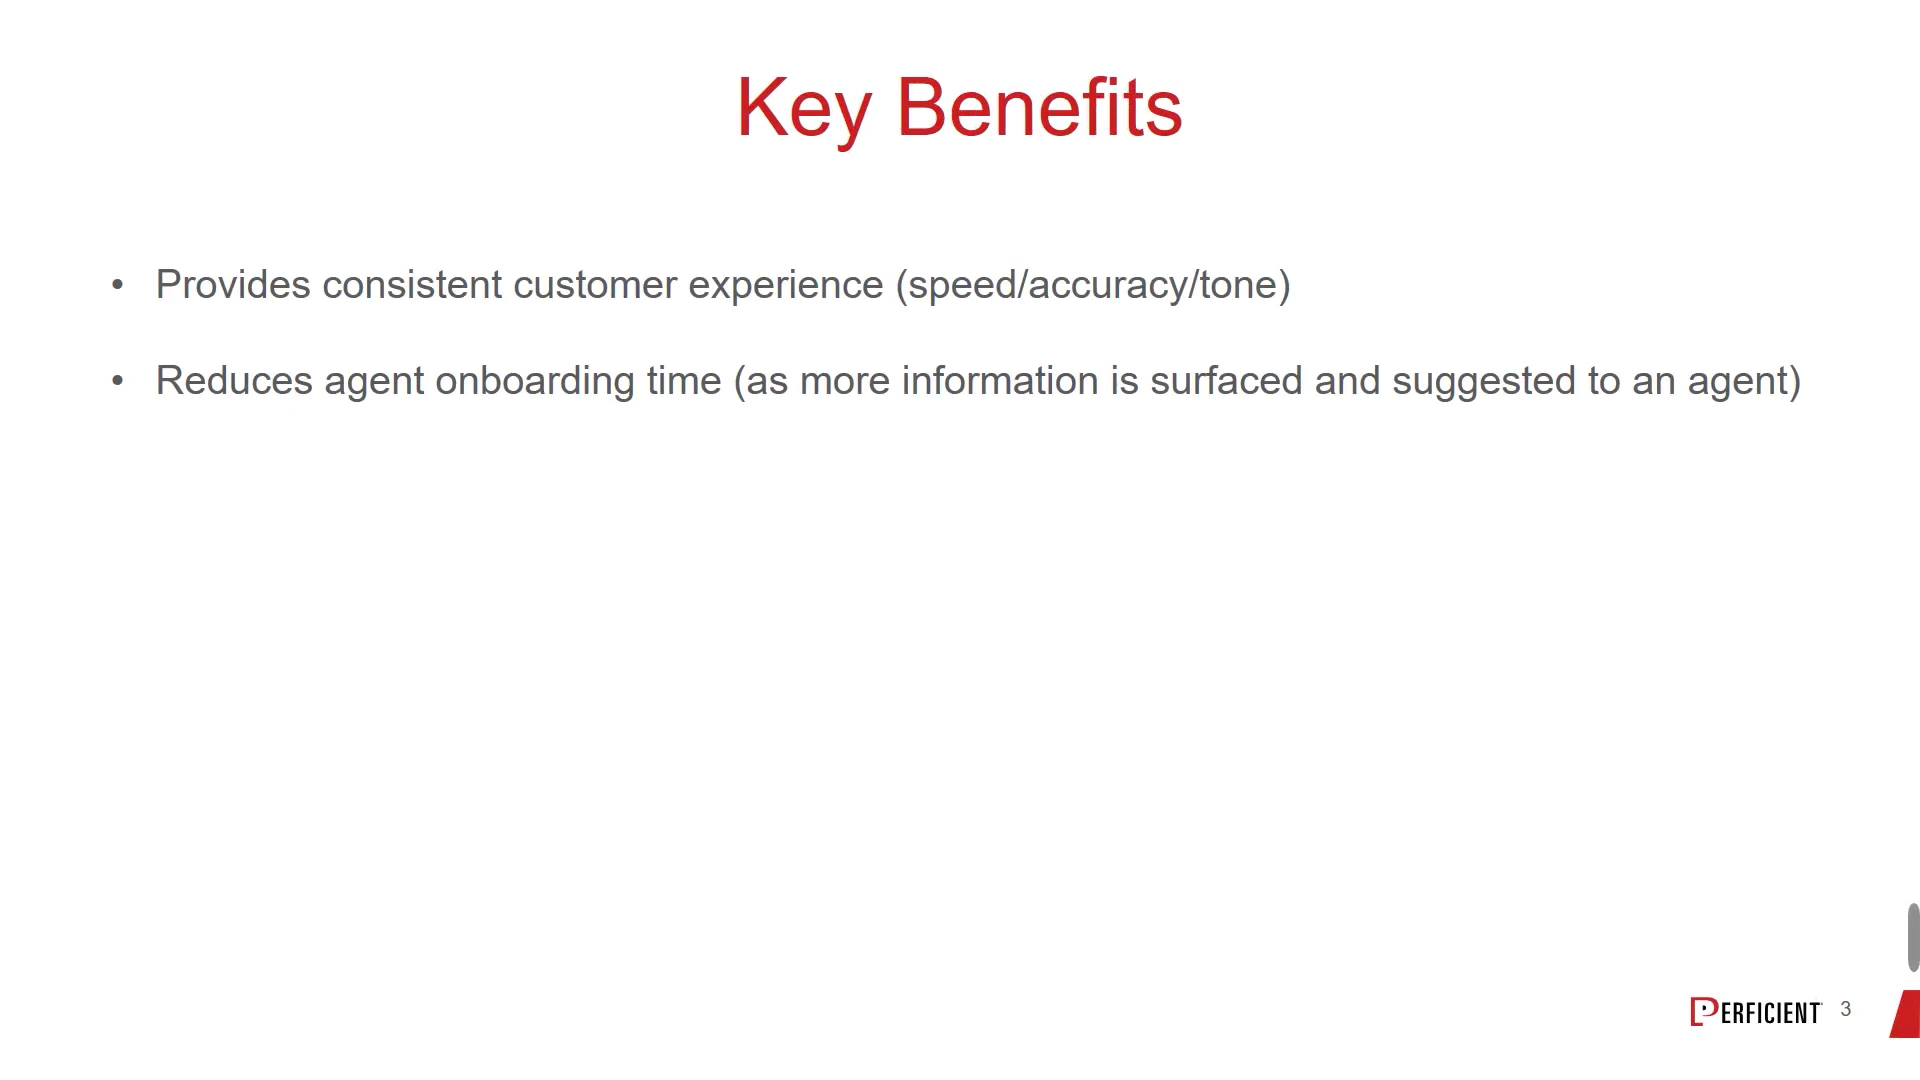 Key Benefits
• Provides consistent customer experience (speed/accuracy/tone)
• Reduces agent onboarding time (as more information is surfaced and suggested to an agent)
PERFICIENT 3